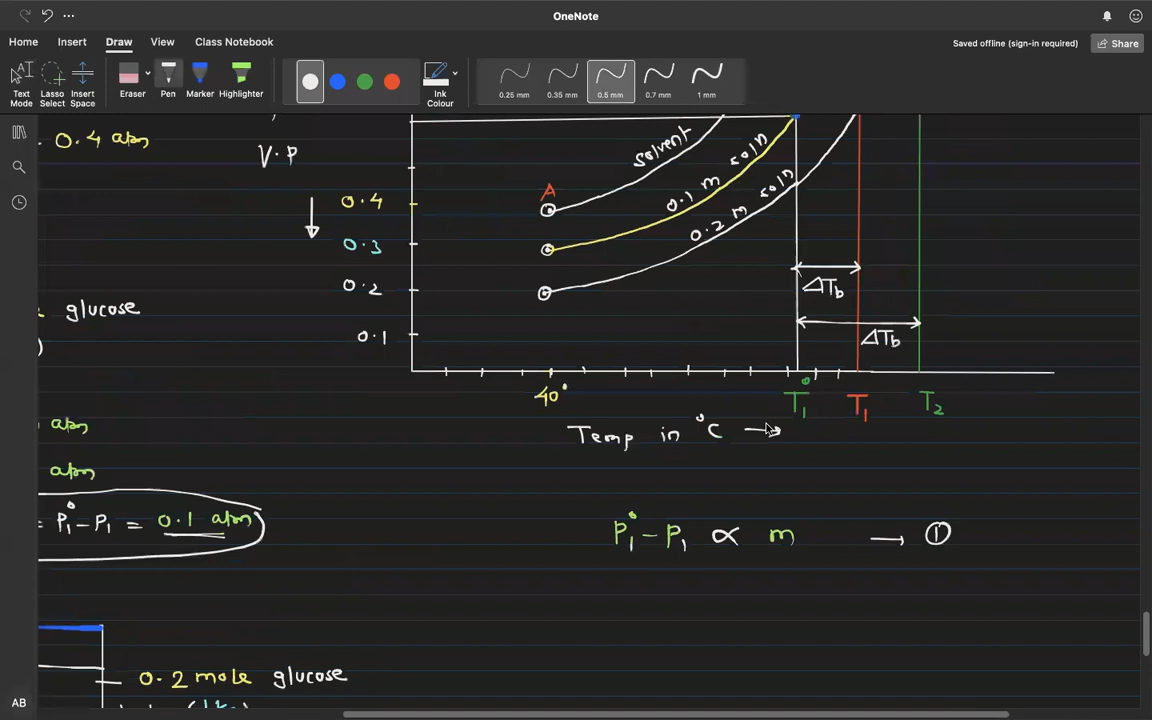 OneNote
Home Insert Draw View Class Notebook
Saved offline (sign-in required) Share
Text Mode
Lasso Select
Insert Space
Eraser
Pen
Marker
Highlighter
Ink Colour
0.25 mm 0.35 mm 0.5 mm 0.7 mm 1 mm
0.4 atm
V.P
solvent
0.1 m soln
0.2 m soln
A
0.4
0.3
0.2
0.1
glucose
ΔTb
ΔTb
40°
T₁° T₁ T₂
Temp in °C →
atm
atm
= P₁° - P₁ = 0.1 atm
P₁° - P₁ ∝ m → ①
0.2 mole glucose
AB